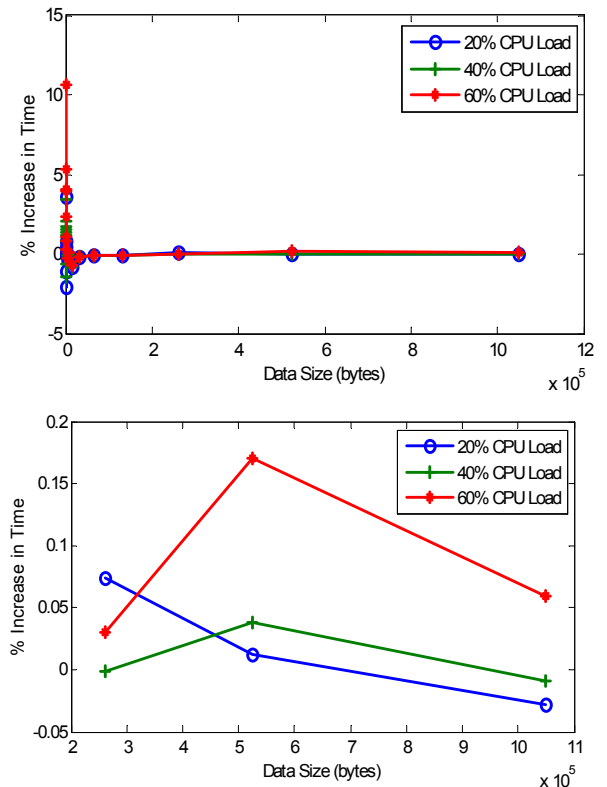 15
10
5
0
-5
% Increase in Time
20% CPU Load
40% CPU Load
60% CPU Load
0 2 4 6 8 10 12
Data Size (bytes)
x 10^5
0.2
0.15
0.1
0.05
0
-0.05
% Increase in Time
20% CPU Load
40% CPU Load
60% CPU Load
2 3 4 5 6 7 8 9 10 11
Data Size (bytes)
x 10^5